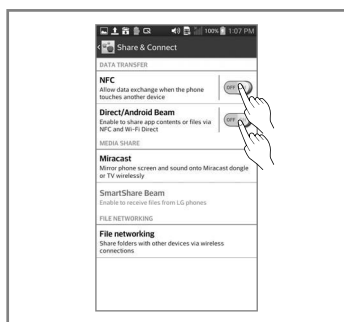 100% 1:07 PM
Share & Connect
DATA TRANSFER
NFC
Allow data exchange when the phone
touches another device
OFF
Direct/Android Beam
Enable to share app contents or files via
NFC and Wi-Fi Direct
OFF
MEDIA SHARE
Miracast
Mirror phone screen and sound onto Miracast dongle
or TV wirelessly
SmartShare Beam
Enable to receive files from LG phones
FILE NETWORKING
File networking
Share folders with other devices via wireless
connections